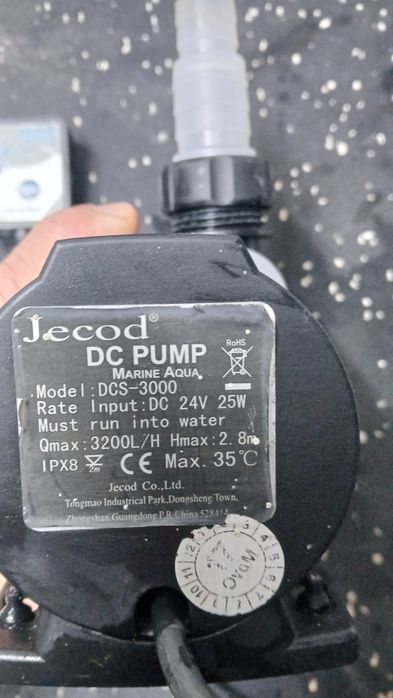 Jecod®
DC PUMP
MARINE AQUA
RoHS
Model:DCS-3000
Rate Input:DC 24V 25W
Must run into water
Qmax:3200L/H Hmax:2.8m
IPX8 2m CE Max. 35℃
Jecod Co.,Ltd.
Tongmao Industrical Park,Dongsheng Town,
Zhongshan Guangdong P.R.China 528414